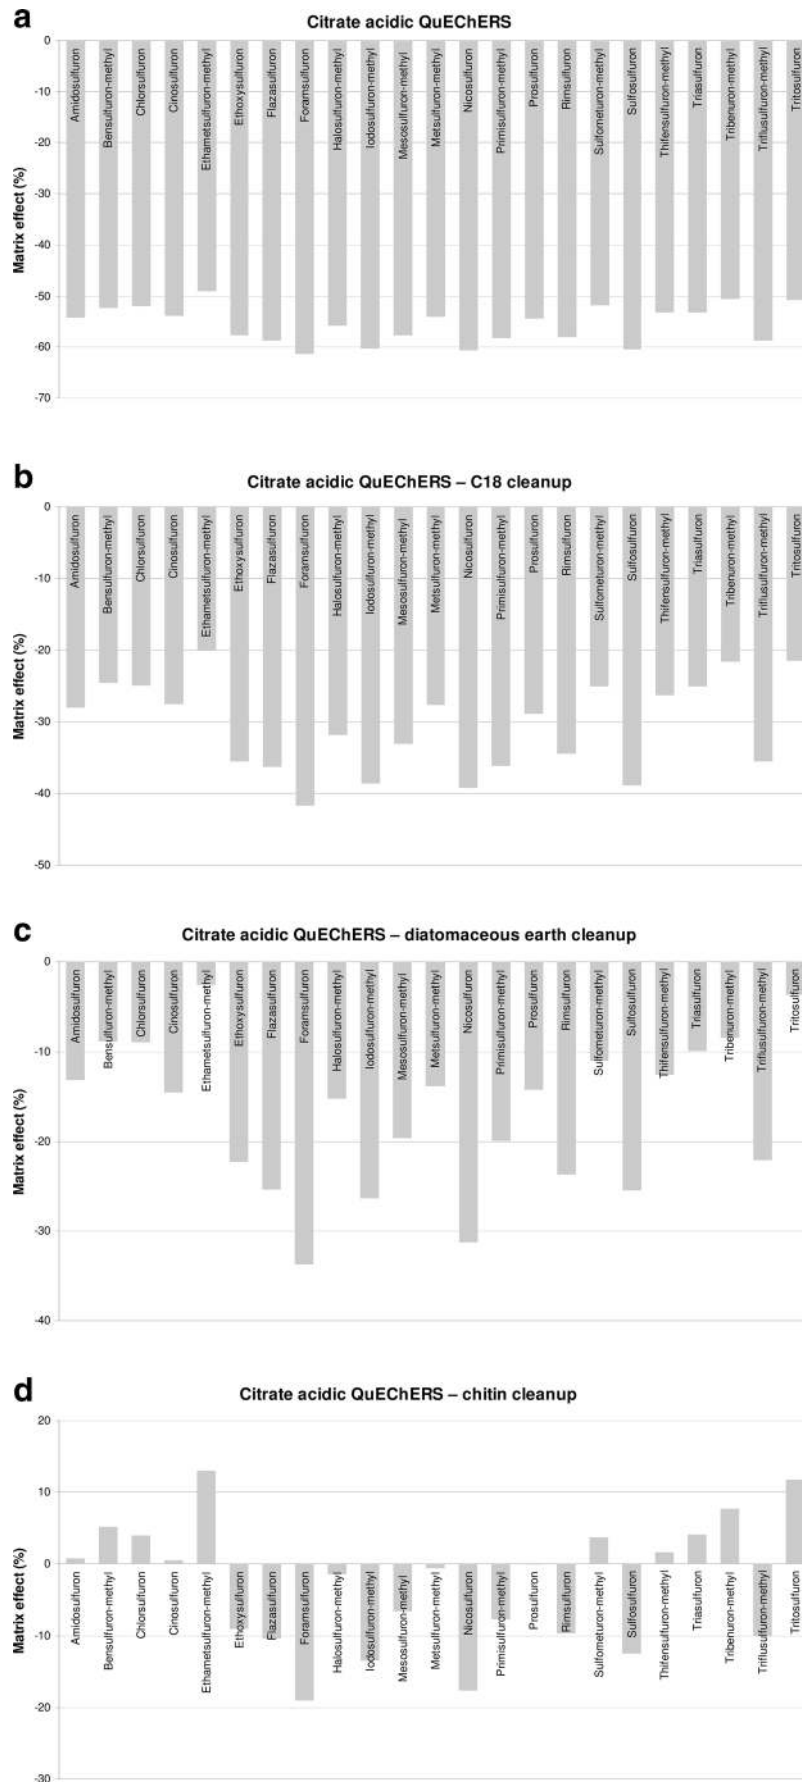 a
Citrate acidic QuEChERS
Matrix effect (%)
0
-10
-20
-30
-40
-50
-60
-70
Amidosulfuron
Bensulfuron-methyl
Chlorsulfuron
Cinosulfuron
Ethametsulfuron-methyl
Ethoxysulfuron
Flazasulfuron
Foramsulfuron
Halosulfuron-methyl
Iodosulfuron-methyl
Mesosulfuron-methyl
Metsulfuron-methyl
Nicosulfuron
Primisulfuron-methyl
Prosulfuron
Rimsulfuron
Sulfometuron-methyl
Sulfosulfuron
Thifensulfuron-methyl
Triasulfuron
Tribenuron-methyl
Triflusulfuron-methyl
Tritosulfuron
b
Citrate acidic QuEChERS – C18 cleanup
Matrix effect (%)
0
-10
-20
-30
-40
-50
Amidosulfuron
Bensulfuron-methyl
Chlorsulfuron
Cinosulfuron
Ethametsulfuron-methyl
Ethoxysulfuron
Flazasulfuron
Foramsulfuron
Halosulfuron-methyl
Iodosulfuron-methyl
Mesosulfuron-methyl
Metsulfuron-methyl
Nicosulfuron
Primisulfuron-methyl
Prosulfuron
Rimsulfuron
Sulfometuron-methyl
Sulfosulfuron
Thifensulfuron-methyl
Triasulfuron
Tribenuron-methyl
Triflusulfuron-methyl
Tritosulfuron
c
Citrate acidic QuEChERS – diatomaceous earth cleanup
Matrix effect (%)
0
-10
-20
-30
-40
Amidosulfuron
Bensulfuron-methyl
Chlorsulfuron
Cinosulfuron
Ethametsulfuron-methyl
Ethoxysulfuron
Flazasulfuron
Foramsulfuron
Halosulfuron-methyl
Iodosulfuron-methyl
Mesosulfuron-methyl
Metsulfuron-methyl
Nicosulfuron
Primisulfuron-methyl
Prosulfuron
Rimsulfuron
Sulfometuron-methyl
Sulfosulfuron
Thifensulfuron-methyl
Triasulfuron
Tribenuron-methyl
Triflusulfuron-methyl
Tritosulfuron
d
Citrate acidic QuEChERS – chitin cleanup
Matrix effect (%)
20
10
0
-10
-20
-30
Amidosulfuron
Bensulfuron-methyl
Chlorsulfuron
Cinosulfuron
Ethametsulfuron-methyl
Ethoxysulfuron
Flazasulfuron
Foramsulfuron
Halosulfuron-methyl
Iodosulfuron-methyl
Mesosulfuron-methyl
Metsulfuron-methyl
Nicosulfuron
Primisulfuron-methyl
Prosulfuron
Rimsulfuron
Sulfometuron-methyl
Sulfosulfuron
Thifensulfuron-methyl
Triasulfuron
Tribenuron-methyl
Triflusulfuron-methyl
Tritosulfuron